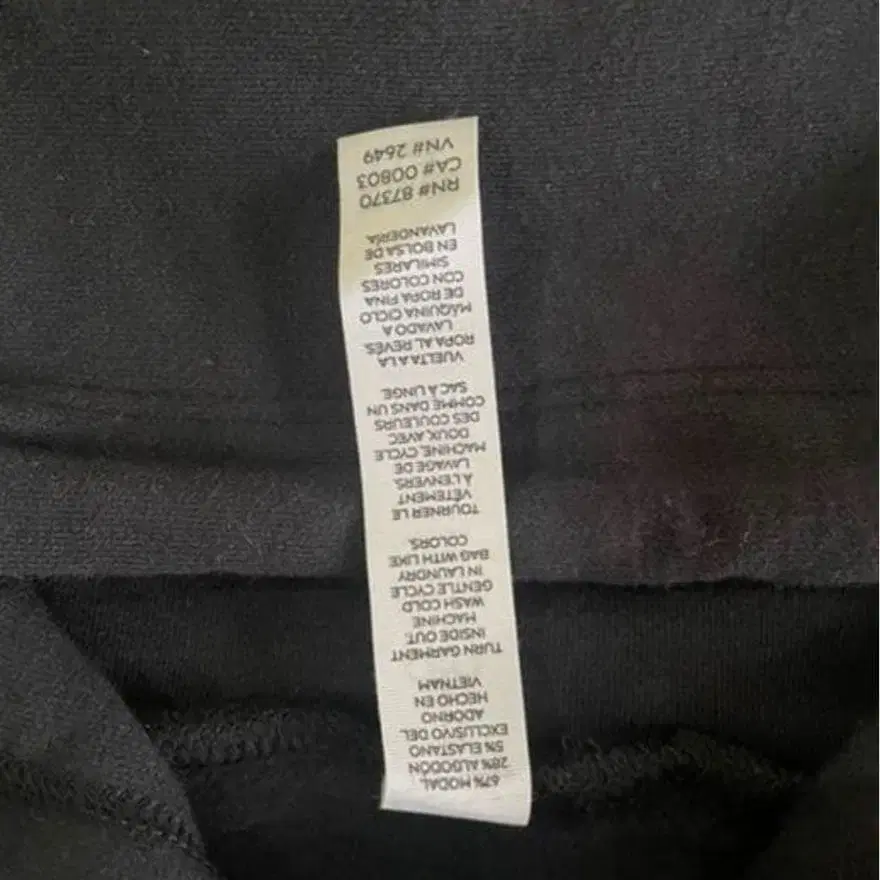 67% MODAL
28% ALGODÓN
5% ELASTANO
EXCLUSIVO DEL
ADORNO
HECHO EN
VIETNAM
TURN GARMENT
INSIDE OUT.
MACHINE
WASH COLD
GENTLE CYCLE
IN LAUNDRY
BAG WITH LIKE
COLORS.
TOURNER LE
VÊTEMENT
À L'ENVERS.
LAVAGE DE
MACHINE, CYCLE
DOUX, AVEC
DES COULEURS
COMME DANS UN
SAC À LINGE.
VUELTA A LA
ROPA AL REVÉS.
LAVADO A
MÁQUINA CICLO
DE ROPA FINA
CON COLORES
SIMILARES
EN BOLSA DE
LAVANDERÍA.
RN# 87370
CA# 00803
VN# 2649